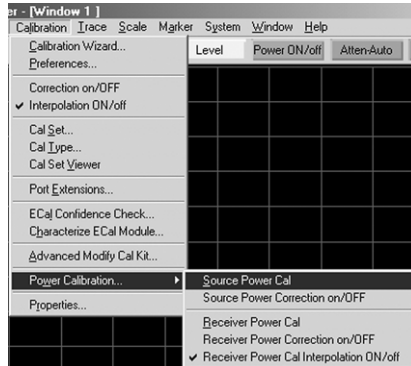 er - [Window 1 ]
Calibration Trace Scale Marker System Window Help
Level Power ON/off Atten-Auto
Calibration Wizard...
Preferences...
Correction on/OFF
✓ Interpolation ON/off
Cal Set...
Cal Type...
Cal Set Viewer
Port Extensions...
ECal Confidence Check...
Characterize ECal Module...
Advanced Modify Cal Kit...
Power Calibration...
Properties...
Source Power Cal
Source Power Correction on/OFF
Receiver Power Cal
Receiver Power Correction on/OFF
✓ Receiver Power Cal Interpolation ON/off